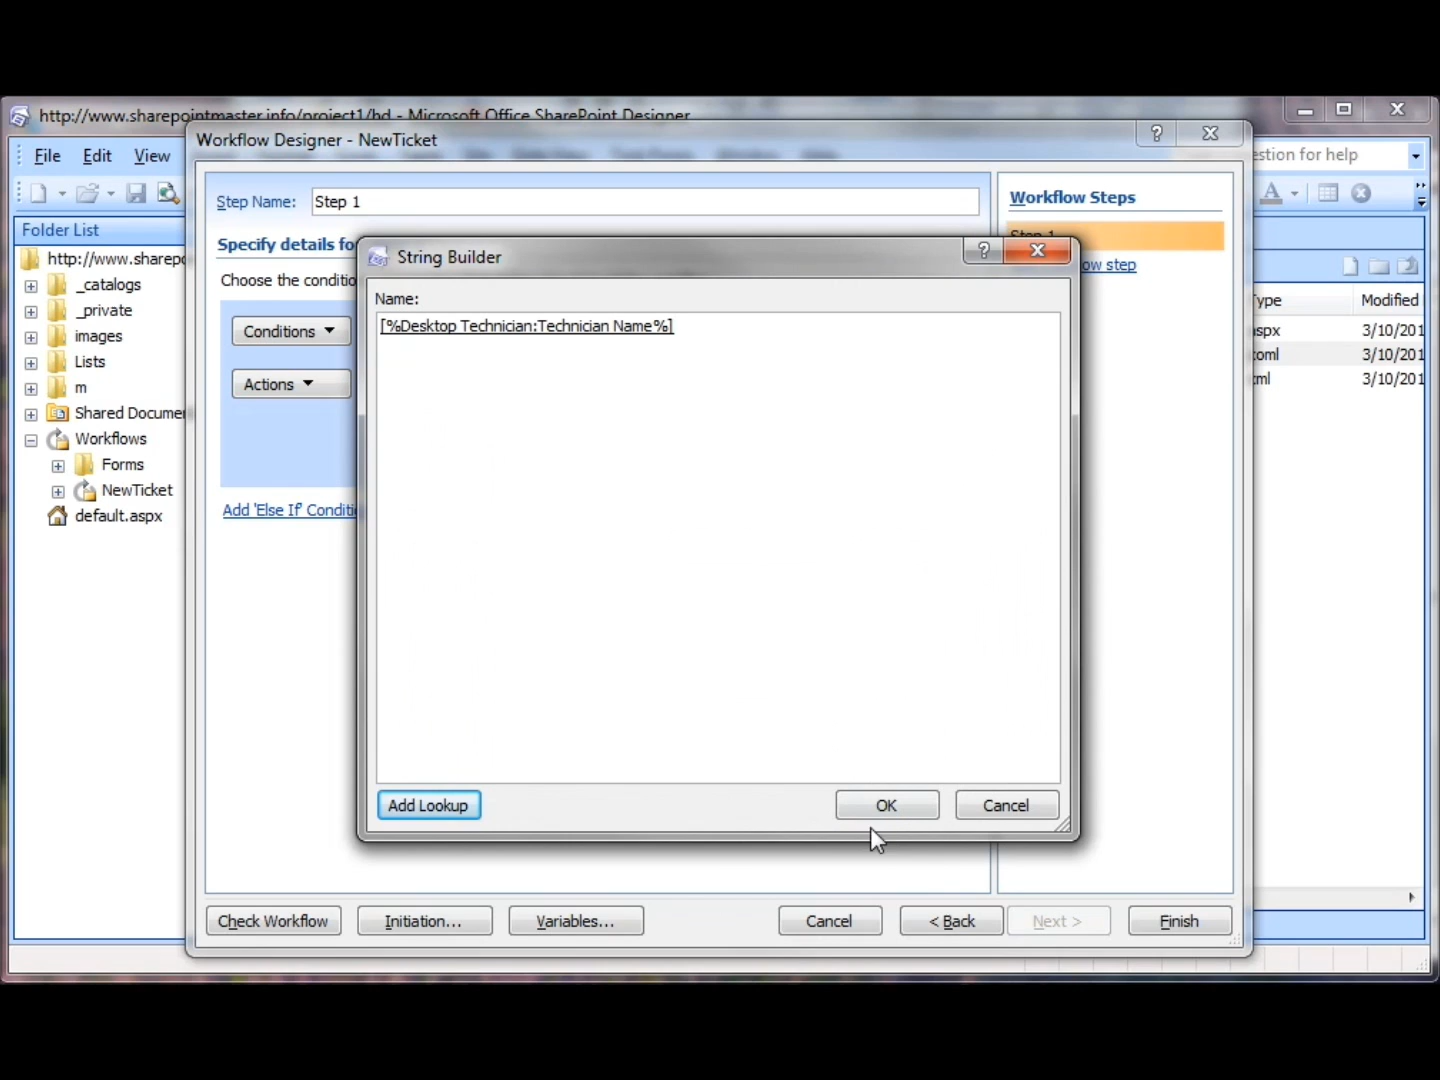 http://www.sharepointmaster.info/project1/hd - Microsoft Office SharePoint Designer
Workflow Designer - NewTicket
File Edit View
estion for help
Step Name: Step 1
Workflow Steps
Folder List
Step 1
Specify details fo
String Builder
ow step
http://www.sharepo
Choose the conditio
_catalogs
Name:
ype Modified
_private
[%Desktop Technician:Technician Name%]
Conditions
spx 3/10/201
images
oml 3/10/201
Lists
Actions
ml 3/10/201
m
Shared Docume
Workflows
Forms
NewTicket
Add 'Else If' Conditi
default.aspx
Add Lookup OK Cancel
Check Workflow Initiation... Variables... Cancel < Back Next > Finish